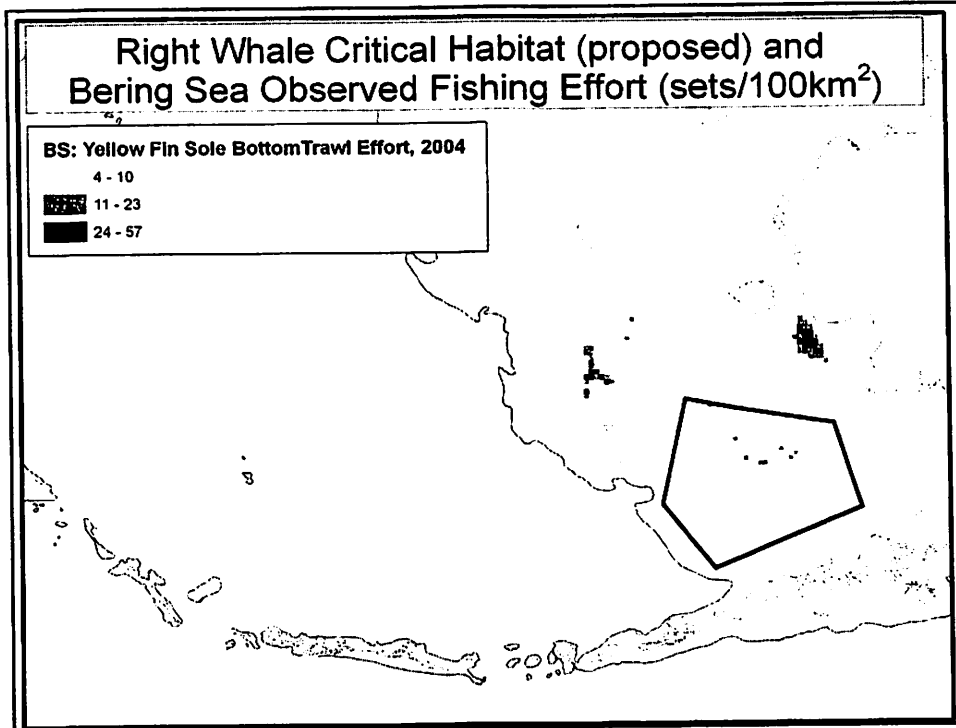 Right Whale Critical Habitat (proposed) and
Bering Sea Observed Fishing Effort (sets/100km²)
BS: Yellow Fin Sole BottomTrawl Effort, 2004
4 - 10
11 - 23
24 - 57